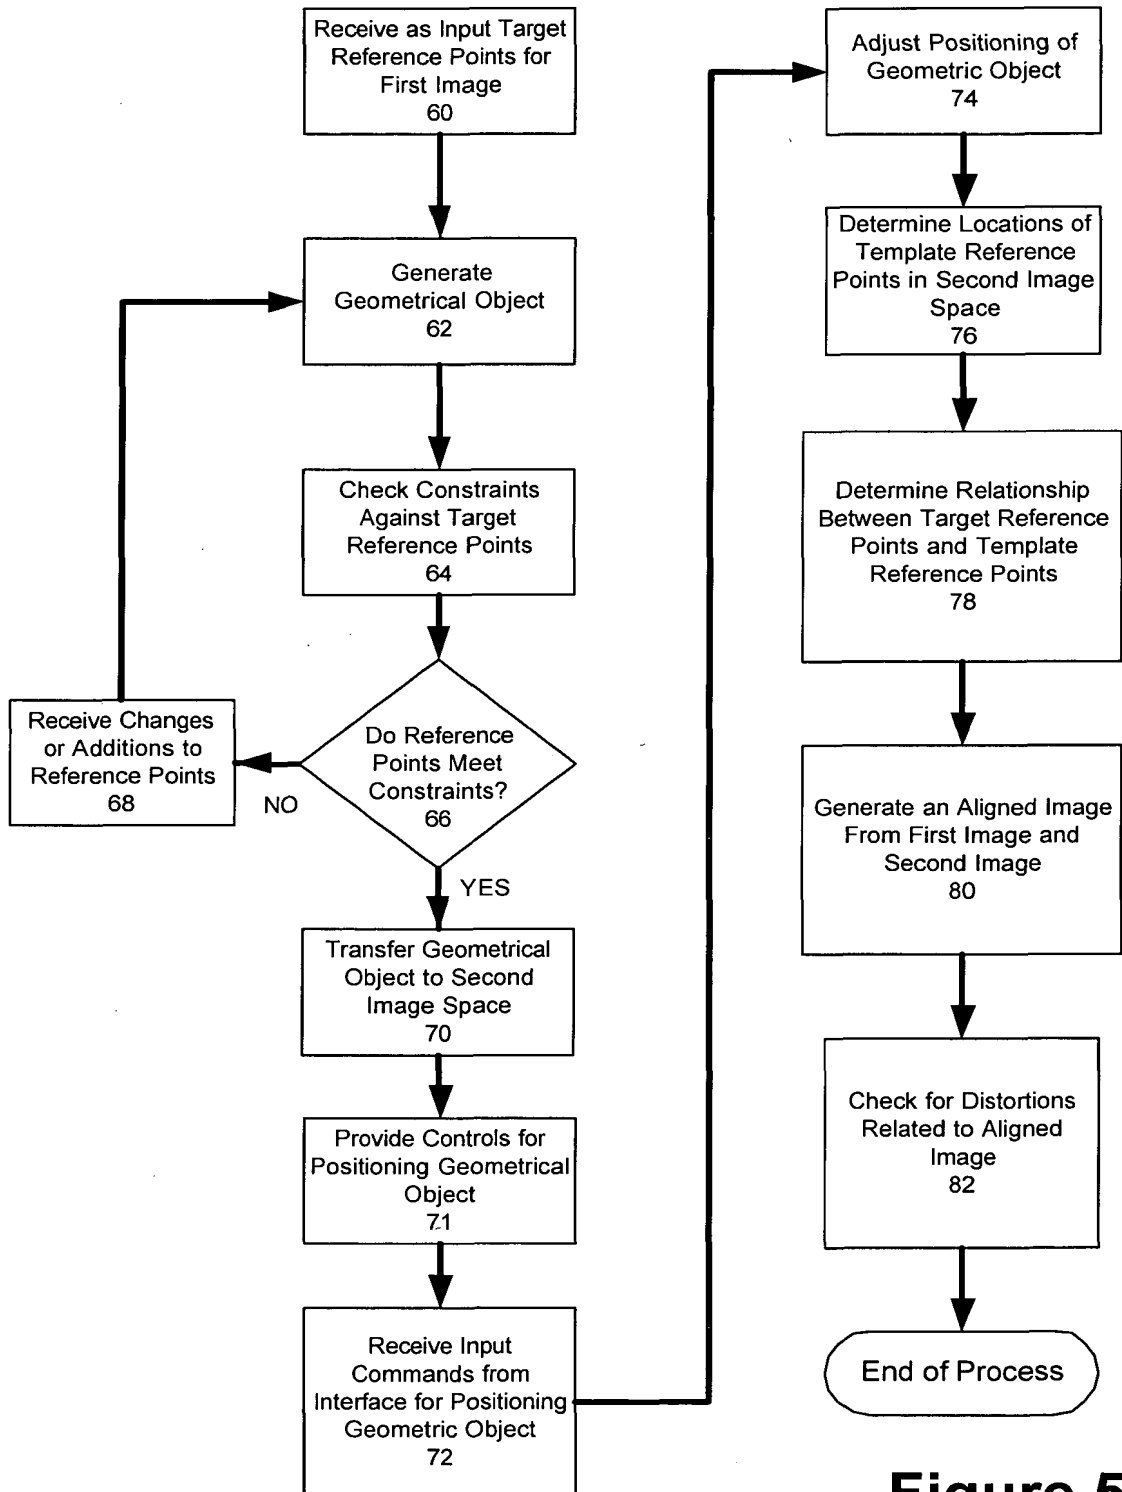 Receive as Input Target
Reference Points for
First Image
60
Generate
Geometrical Object
62
Check Constraints
Against Target
Reference Points
64
Do Reference
Points Meet
Constraints?
66
NO
Receive Changes
or Additions to
Reference Points
68
YES
Transfer Geometrical
Object to Second
Image Space
70
Provide Controls for
Positioning Geometrical
Object
71
Receive Input
Commands from
Interface for Positioning
Geometric Object
72
Adjust Positioning of
Geometric Object
74
Determine Locations of
Template Reference
Points in Second Image
Space
76
Determine Relationship
Between Target Reference
Points and Template
Reference Points
78
Generate an Aligned Image
From First Image and
Second Image
80
Check for Distortions
Related to Aligned
Image
82
End of Process
Figure 5